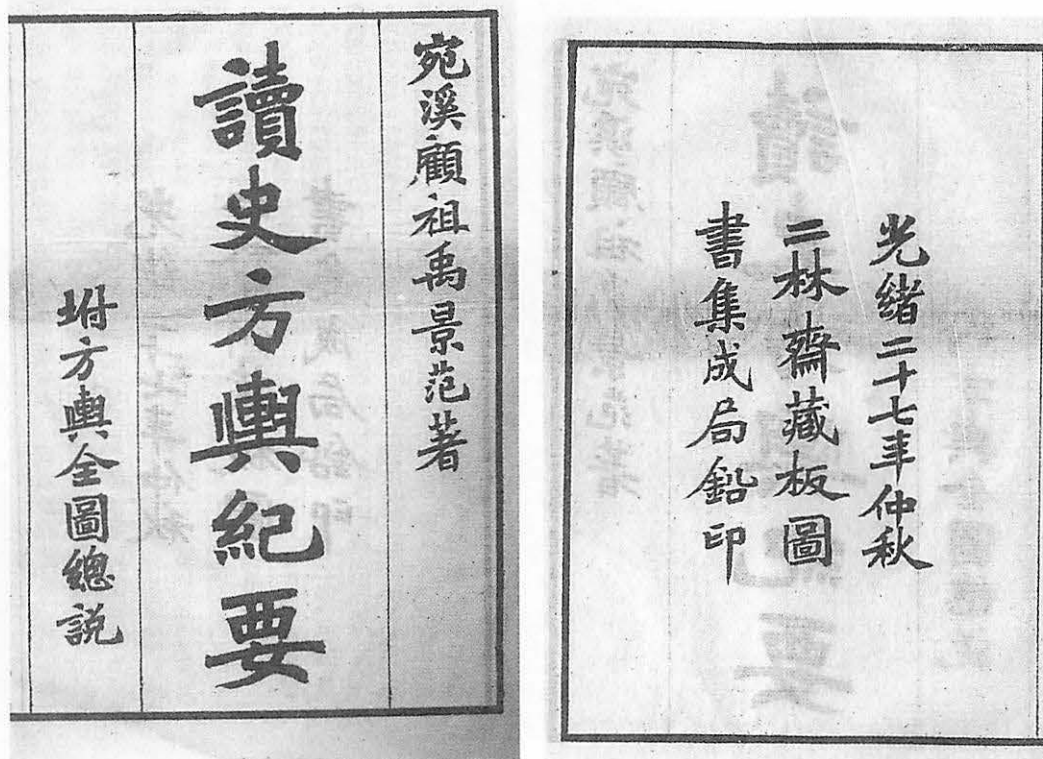 宛溪顧祖禹景范著
讀史方輿紀要
坿方輿全圖總説
光緒二十七年仲秋
二林齋藏板圖
書集成局鉛印